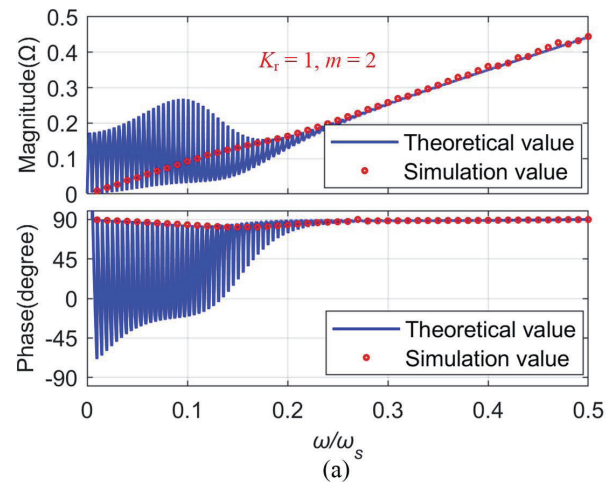 0.5
0.4
0.3
0.2
0.1
0
Magnitude(Ω)
K_r = 1, m = 2
Theoretical value
Simulation value
90
45
0
-45
-90
Phase(degree)
Theoretical value
Simulation value
0 0.1 0.2 0.3 0.4 0.5
ω/ω_s
(a)